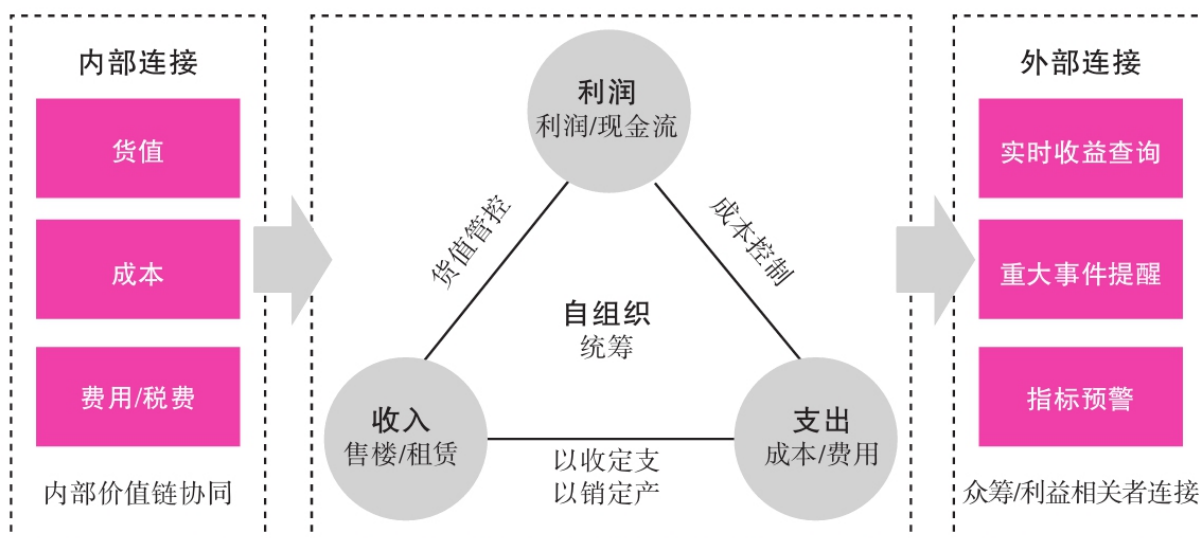 内部连接
货值
成本
费用/税费
内部价值链协同
利润
利润/现金流
货值管控
成本控制
自组织
统筹
收入
售楼/租赁
支出
成本/费用
以收定支
以销定产
外部连接
实时收益查询
重大事件提醒
指标预警
众筹/利益相关者连接